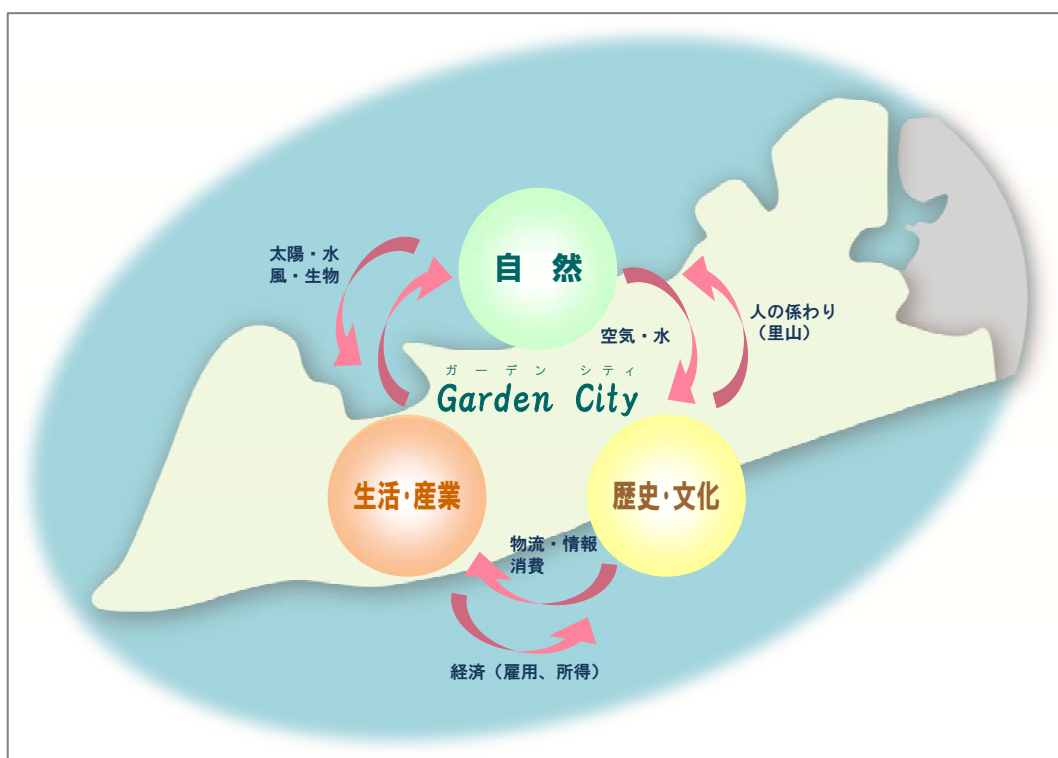 自 然
太陽・水
風・生物
空気・水
人の係わり
（里山）
ガーデン シティ
Garden City
生活・産業
歴史・文化
物流・情報
消費
経済（雇用、所得）